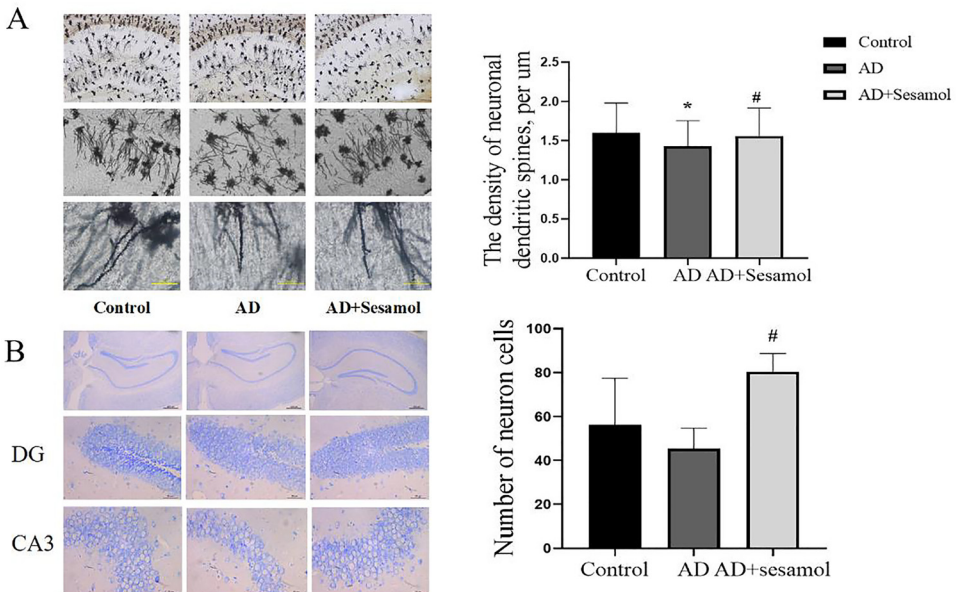 A
Control
AD
AD+Sesamol
The density of neuronal
dendritic spines, per um
2.5
2.0
1.5
1.0
0.5
0.0
*
#
Control AD AD+Sesamol
Control AD AD+Sesamol
B
DG
CA3
Number of neuron cells
100
80
60
40
20
0
#
Control AD AD+sesamol